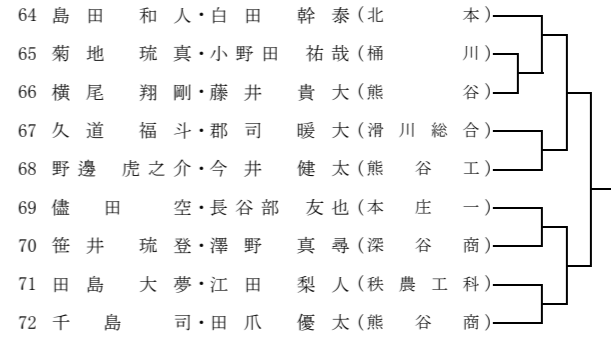 64 島田 和人・白田 幹泰(北本)
65 菊地 琉真・小野田 祐哉(桶川)
66 横尾 翔剛・藤井 貴大(熊谷)
67 久道 福斗・郡司 暖大(滑川総合)
68 野邊 虎之介・今井 健太(熊谷工)
69 儘田 空・長谷部 友也(本庄一)
70 笹井 琉登・澤野 真尋(深谷商)
71 田島 大夢・江田 梨人(秩農工科)
72 千島 司・田爪 優太(熊谷商)